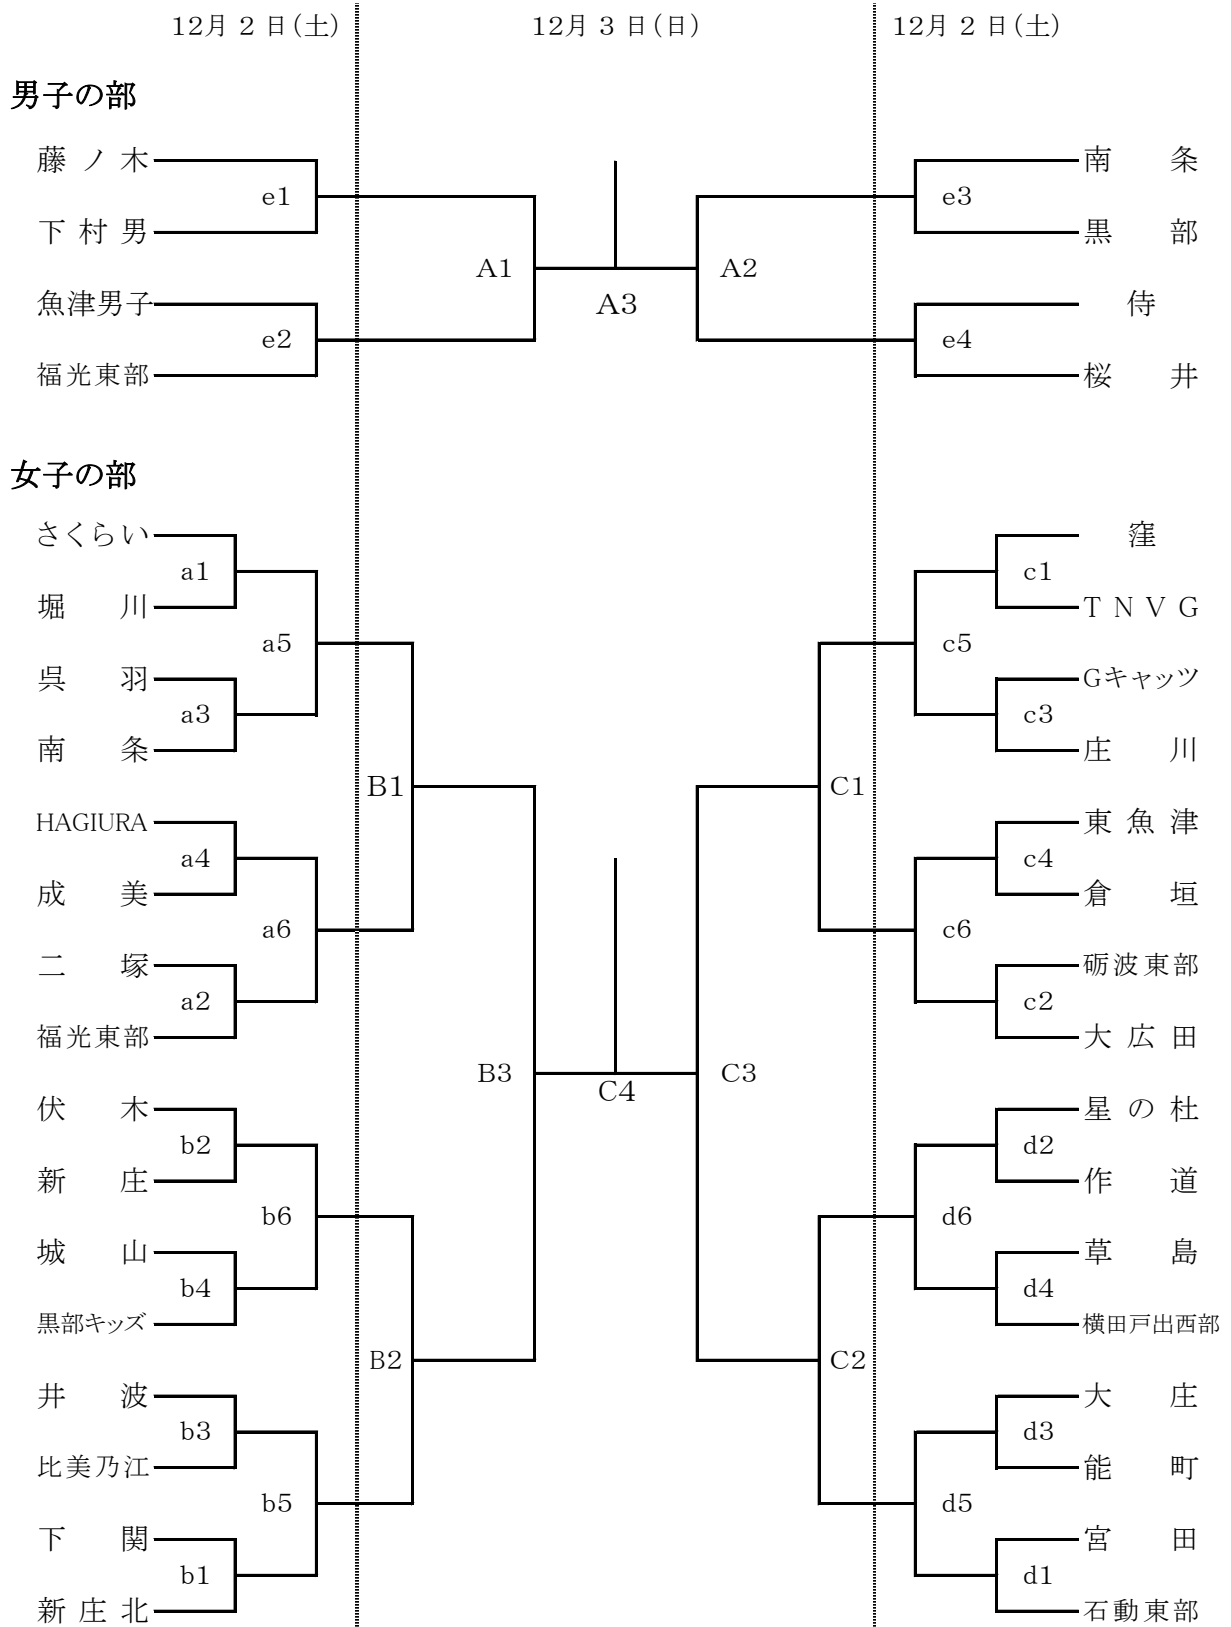 12月 2 日(土) 12月 3 日(日) 12月 2 日(土)
男子の部
藤ノ木 南条
e1 e3
下村男 黒部
A1 A2
魚津男子 A3 侍
e2 e4
福光東部 桜井
女子の部
さくらい 窪
a1 c1
堀川 TNVG
a5 c5
呉羽 Gキャッツ
a3 c3
南条 庄川
B1 C1
HAGIURA 東魚津
a4 c4
成美 倉垣
a6 c6
二塚 砺波東部
a2 c2
福光東部 大広田
B3 C3
C4
伏木 星の杜
b2 d2
新庄 作道
b6 d6
城山 草島
b4 d4
黒部キッズ 横田戸出西部
B2 C2
井波 大庄
b3 d3
比美乃江 能町
b5 d5
下関 宮田
b1 d1
新庄北 石動東部